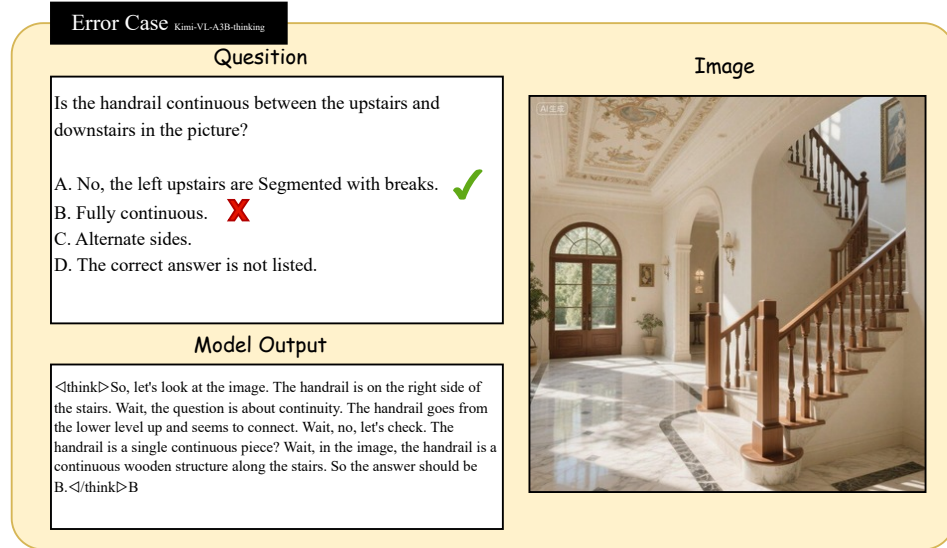 Error Case Kimi-VL-A3B-thinking
Quesition
Is the handrail continuous between the upstairs and
downstairs in the picture?
A. No, the left upstairs are Segmented with breaks.
B. Fully continuous.
C. Alternate sides.
D. The correct answer is not listed.
Model Output
◁think▷So, let's look at the image. The handrail is on the right side of
the stairs. Wait, the question is about continuity. The handrail goes from
the lower level up and seems to connect. Wait, no, let's check. The
handrail is a single continuous piece? Wait, in the image, the handrail is a
continuous wooden structure along the stairs. So the answer should be
B.◁/think▷B
Image
AI生成